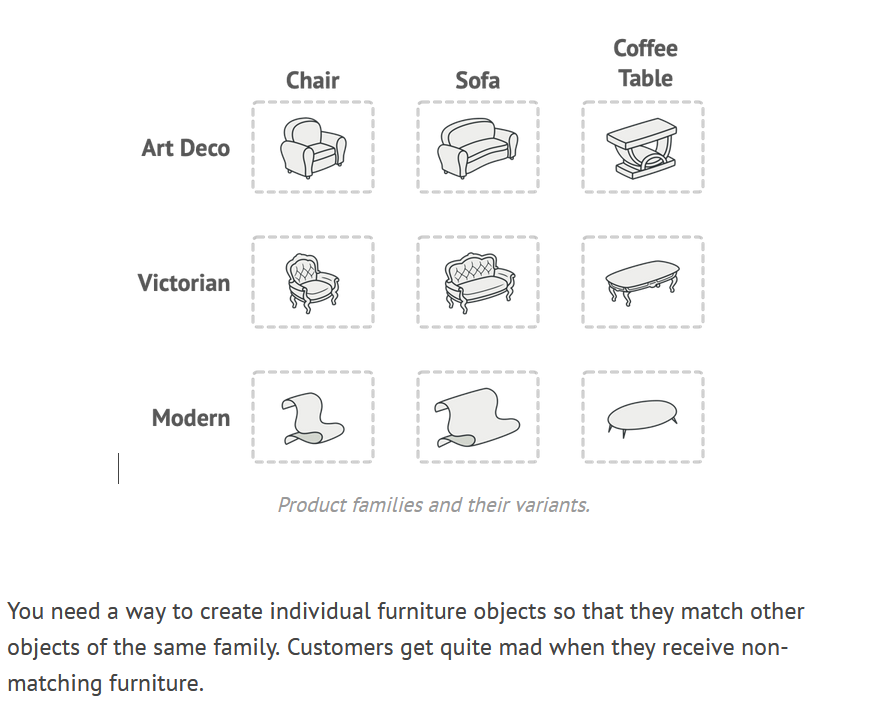 Chair
Sofa
Coffee
Table
Art Deco
Victorian
Modern
Product families and their variants.
You need a way to create individual furniture objects so that they match other
objects of the same family. Customers get quite mad when they receive non-
matching furniture.